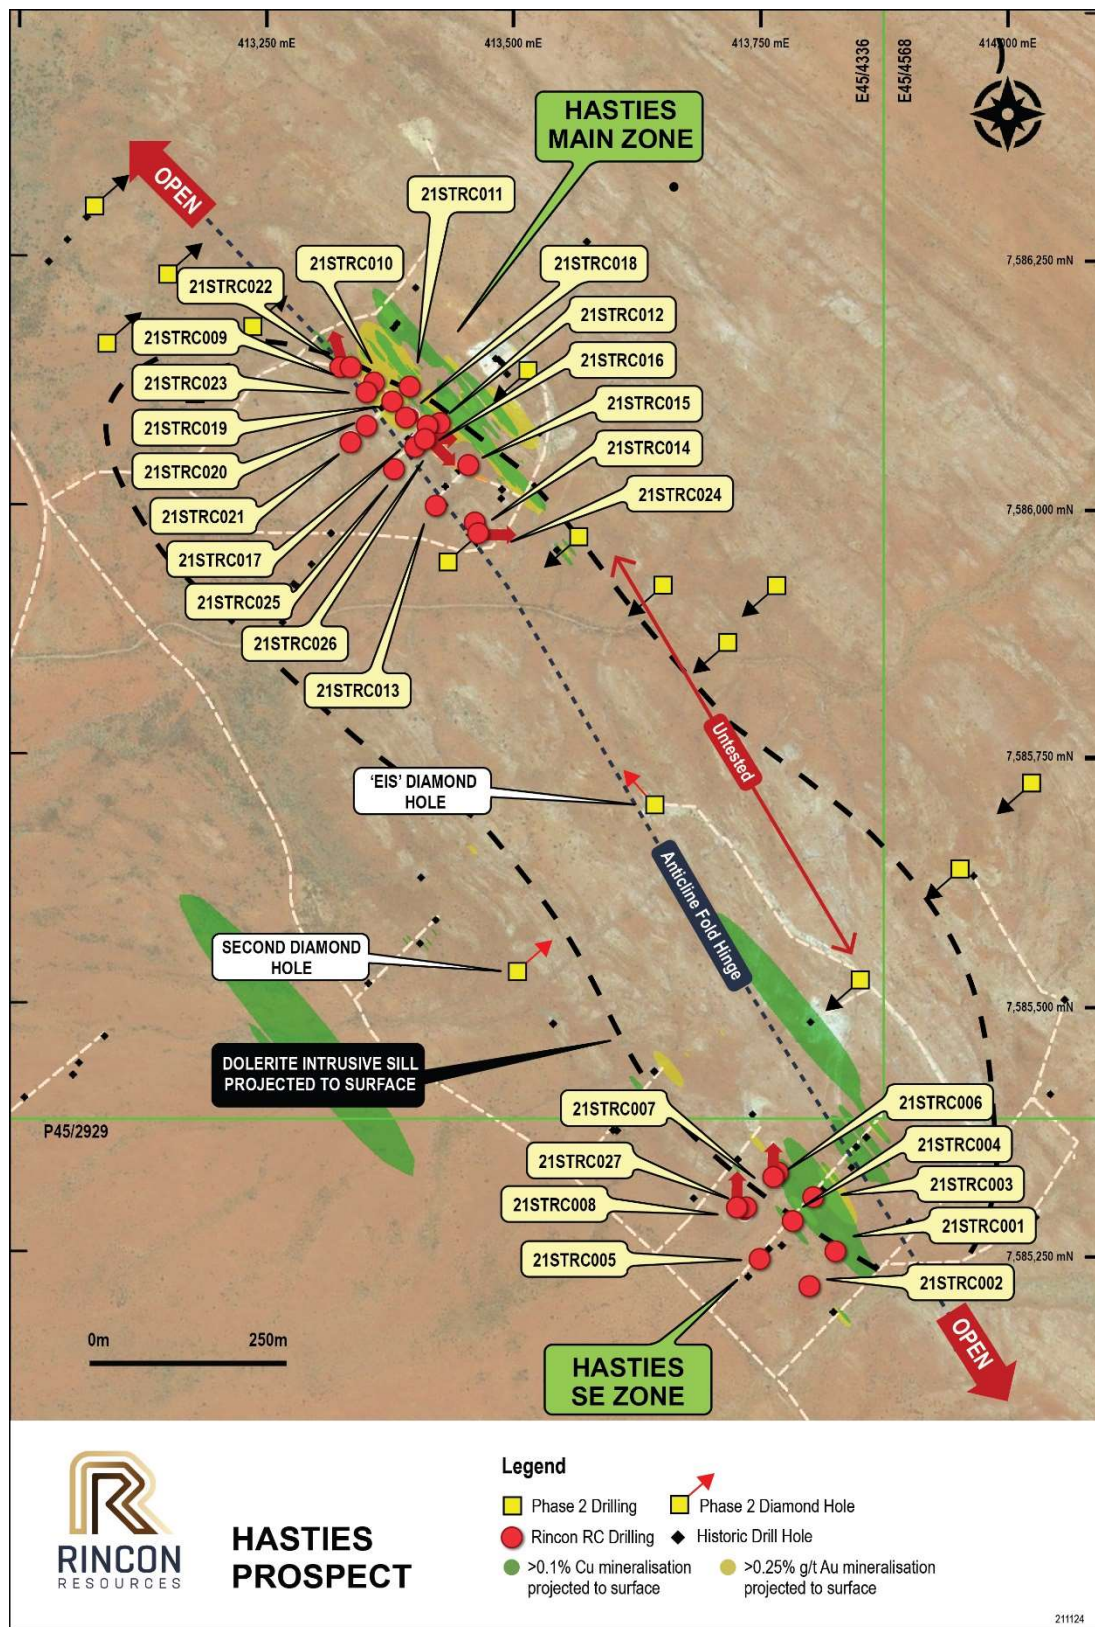 413,250 mE
413,500 mE
413,750 mE
414,000 mE
E45/4336
E45/4568
HASTIES
MAIN ZONE
OPEN
21STRC011
21STRC010
21STRC018
21STRC022
21STRC012
21STRC009
21STRC016
21STRC023
21STRC015
21STRC019
21STRC014
21STRC020
21STRC024
21STRC021
21STRC017
21STRC025
21STRC026
21STRC013
7,586,250 mN
7,586,000 mN
Untested
7,585,750 mN
'EIS' DIAMOND
HOLE
Anticline Fold Hinge
SECOND DIAMOND
HOLE
7,585,500 mN
DOLERITE INTRUSIVE SILL
PROJECTED TO SURFACE
P45/2929
21STRC007
21STRC006
21STRC004
21STRC027
21STRC003
21STRC008
21STRC001
21STRC005
21STRC002
7,585,250 mN
0m
250m
HASTIES
SE ZONE
OPEN
RINCON
RESOURCES
HASTIES
PROSPECT
Legend
Phase 2 Drilling
Phase 2 Diamond Hole
Rincon RC Drilling
Historic Drill Hole
>0.1% Cu mineralisation
projected to surface
>0.25% g/t Au mineralisation
projected to surface
211124